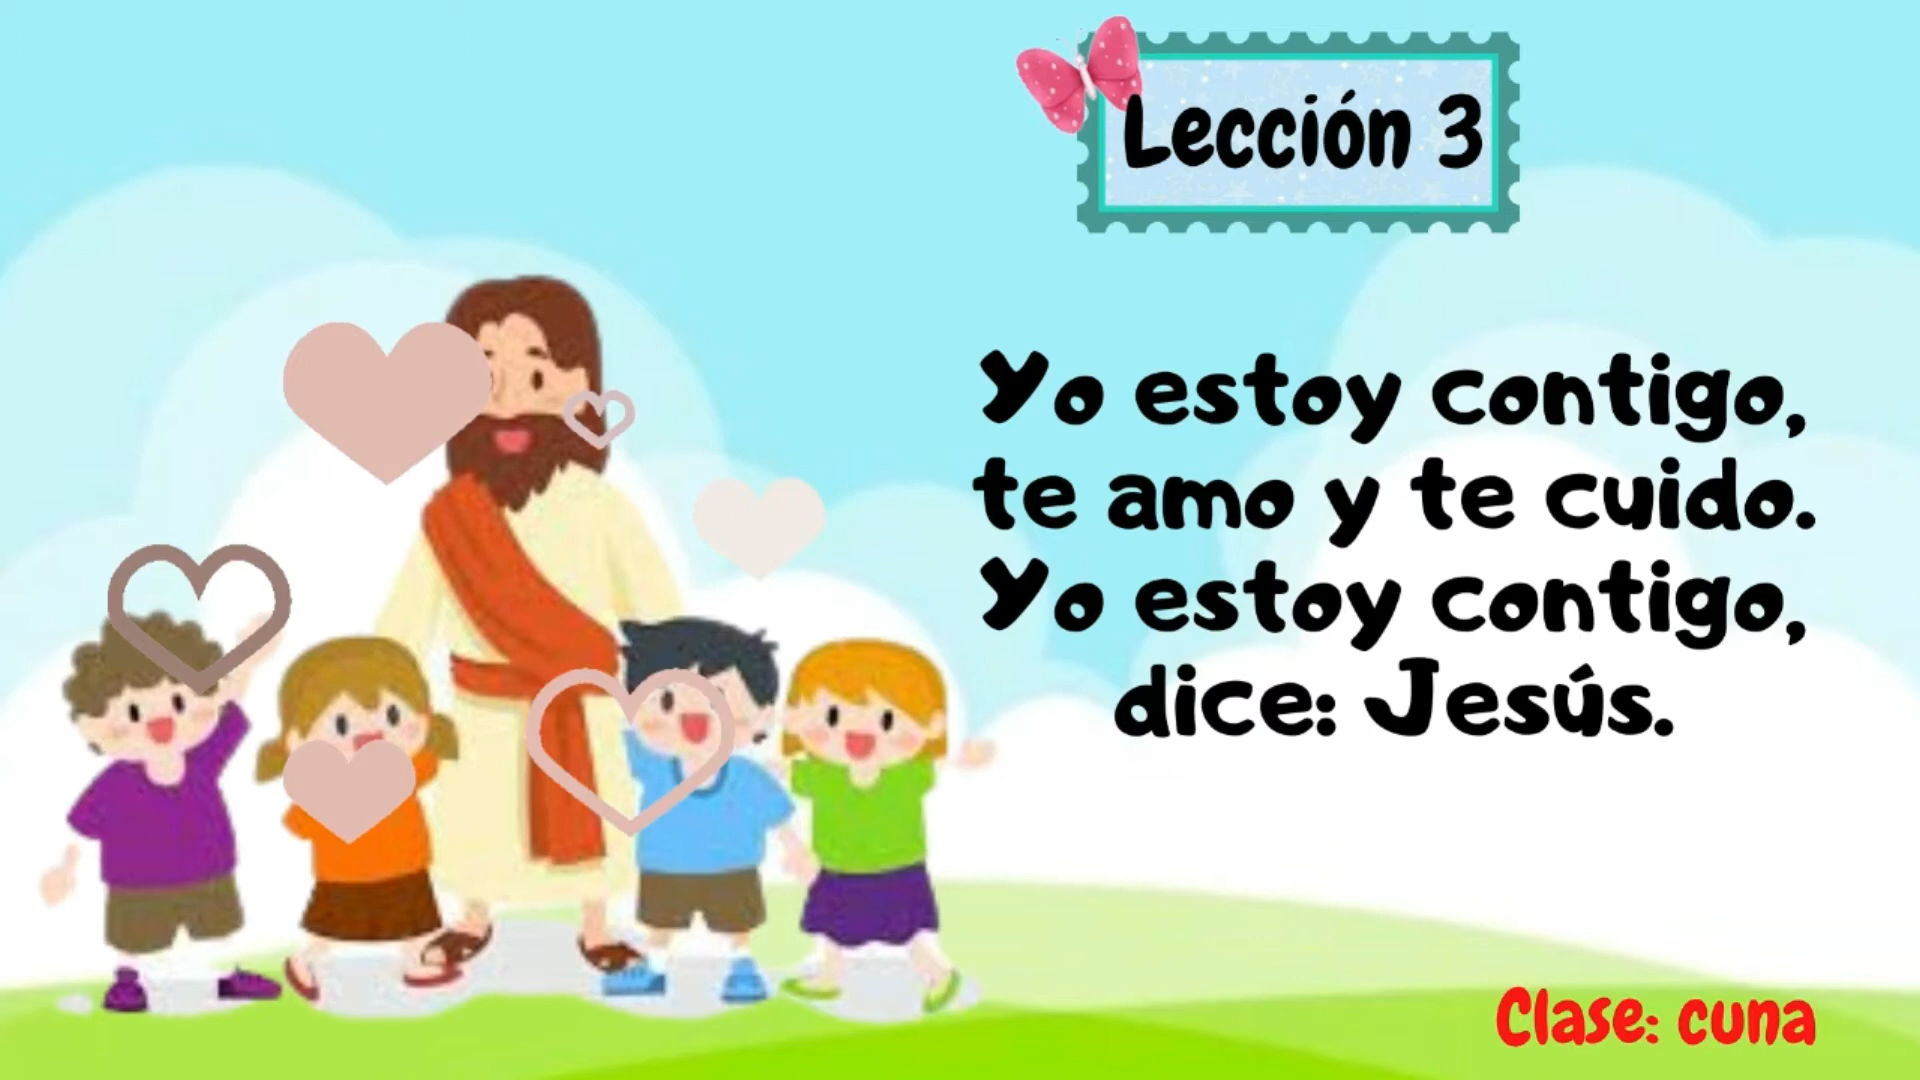 Lección 3
Yo estoy contigo,
te amo y te cuido.
Yo estoy contigo,
dice: Jesús.
Clase: cuna